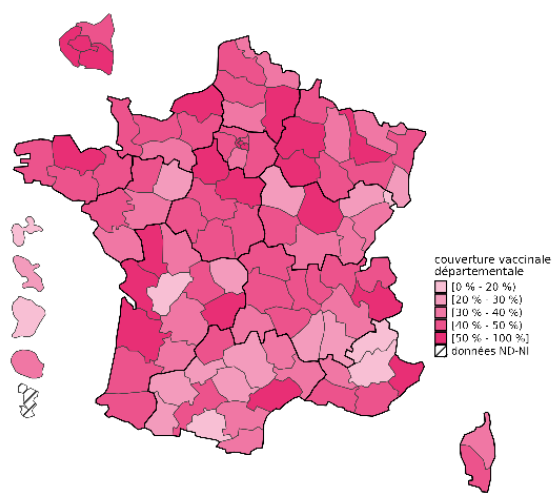 couverture vaccinale
départementale
[0 % - 20 %)
[20 % - 30 %)
[30 % - 40 %)
[40 % - 50 %)
[50 % - 100 %]
données ND-NI